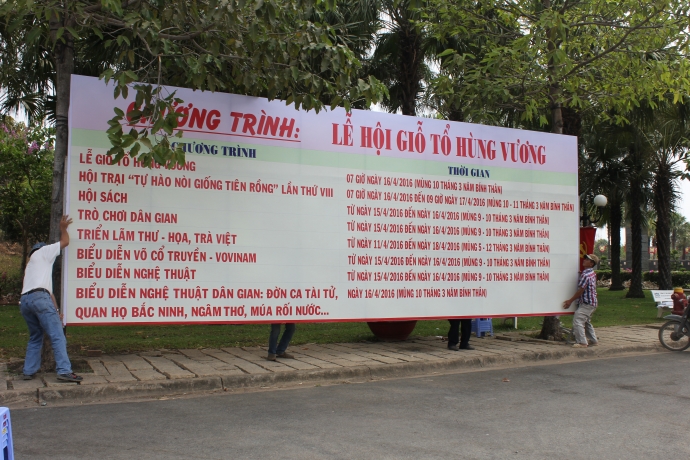 CHƯƠNG TRÌNH: LỄ HỘI GIỖ TỔ HÙNG VƯƠNG
CHƯƠNG TRÌNH THỜI GIAN
LỄ GIỖ TỔ HÙNG VƯƠNG 07 GIỜ NGÀY 16/4/2016 (MÙNG 10 THÁNG 3 NĂM BÍNH THÂN)
HỘI TRẠI "TỰ HÀO NÒI GIỐNG TIÊN RỒNG" LẦN THỨ VIII 07 GIỜ NGÀY 16/4/2016 ĐẾN 09 GIỜ NGÀY 17/4/2016 (MÙNG 10 - 11 THÁNG 3 NĂM BÍNH THÂN)
HỘI SÁCH TỪ NGÀY 15/4/2016 ĐẾN NGÀY 16/4/2016 (MÙNG 9 - 10 THÁNG 3 NĂM BÍNH THÂN)
TRÒ CHƠI DÂN GIAN TỪ NGÀY 15/4/2016 ĐẾN NGÀY 16/4/2016 (MÙNG 9 - 10 THÁNG 3 NĂM BÍNH THÂN)
TRIỂN LÃM THƯ - HỌA, TRÀ VIỆT TỪ NGÀY 11/4/2016 ĐẾN NGÀY 18/4/2016 (MÙNG 5 - 12 THÁNG 3 NĂM BÍNH THÂN)
BIỂU DIỄN VÕ CỔ TRUYỀN - VOVINAM TỪ NGÀY 15/4/2016 ĐẾN NGÀY 16/4/2016 (MÙNG 9 - 10 THÁNG 3 NĂM BÍNH THÂN)
BIỂU DIỄN NGHỆ THUẬT TỪ NGÀY 15/4/2016 ĐẾN NGÀY 16/4/2016 (MÙNG 9 - 10 THÁNG 3 NĂM BÍNH THÂN)
BIỂU DIỄN NGHỆ THUẬT DÂN GIAN: ĐỜN CA TÀI TỬ, NGÀY 16/4/2016 (MÙNG 10 THÁNG 3 NĂM BÍNH THÂN)
QUAN HỌ BẮC NINH, NGÂM THƠ, MÚA RỐI NƯỚC...